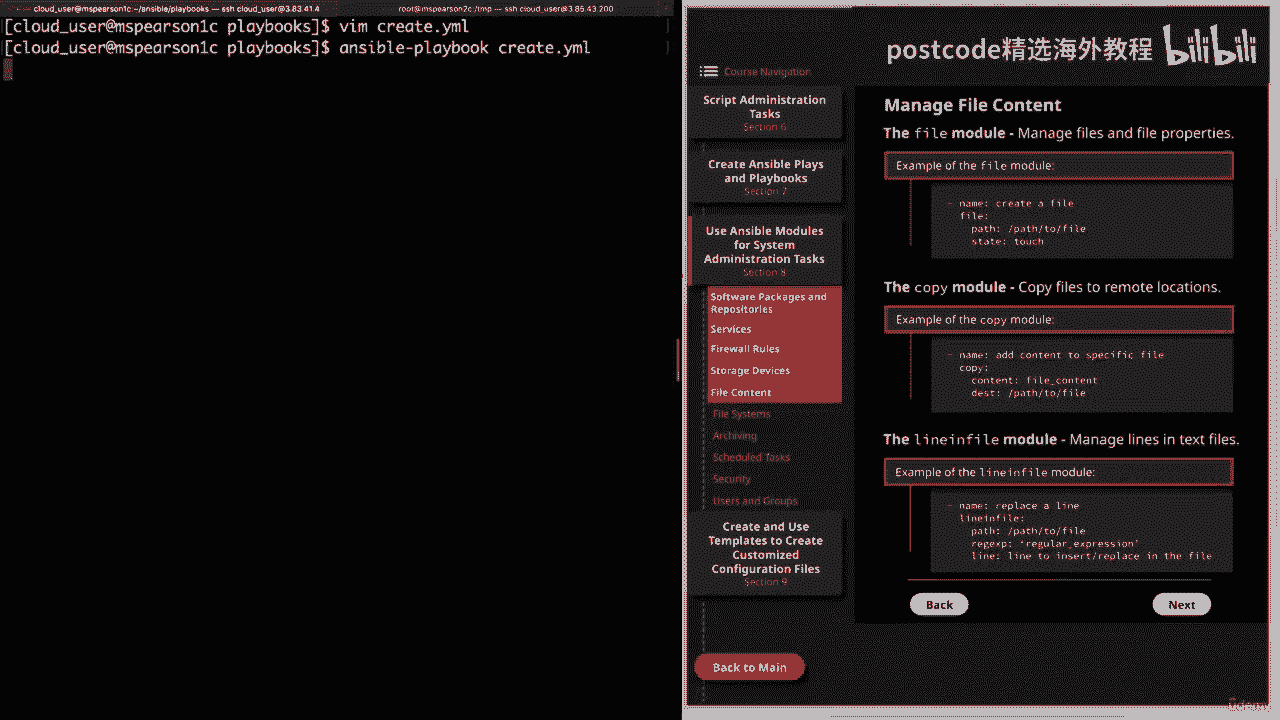 cloud_user@mspearson1c:~/ansible/playbooks — ssh cloud_user@3.83.41.4
root@mspearson2c:/tmp — ssh cloud_user@3.86.43.200
[cloud_user@mspearson1c playbooks]$ vim create.yml
[cloud_user@mspearson1c playbooks]$ ansible-playbook create.yml
postcode精选海外教程 bilibili
Course Navigation
Script Administration
Tasks
Section 6
Create Ansible Plays
and Playbooks
Section 7
Use Ansible Modules
for System
Administration Tasks
Section 8
Software Packages and
Repositories
Services
Firewall Rules
Storage Devices
File Content
File Systems
Archiving
Scheduled Tasks
Security
Users and Groups
Create and Use
Templates to Create
Customized
Configuration Files
Section 9
Back to Main
Manage File Content
The file module - Manage files and file properties.
Example of the file module:
- name: create a file
file:
path: /path/to/file
state: touch
The copy module - Copy files to remote locations.
Example of the copy module:
- name: add content to specific file
copy:
content: file_content
dest: /path/to/file
The lineinfile module - Manage lines in text files.
Example of the lineinfile module:
- name: replace a line
lineinfile:
path: /path/to/file
regexp: 'regular_expression'
line: line to insert/replace in the file
Back
Next
ûdemy